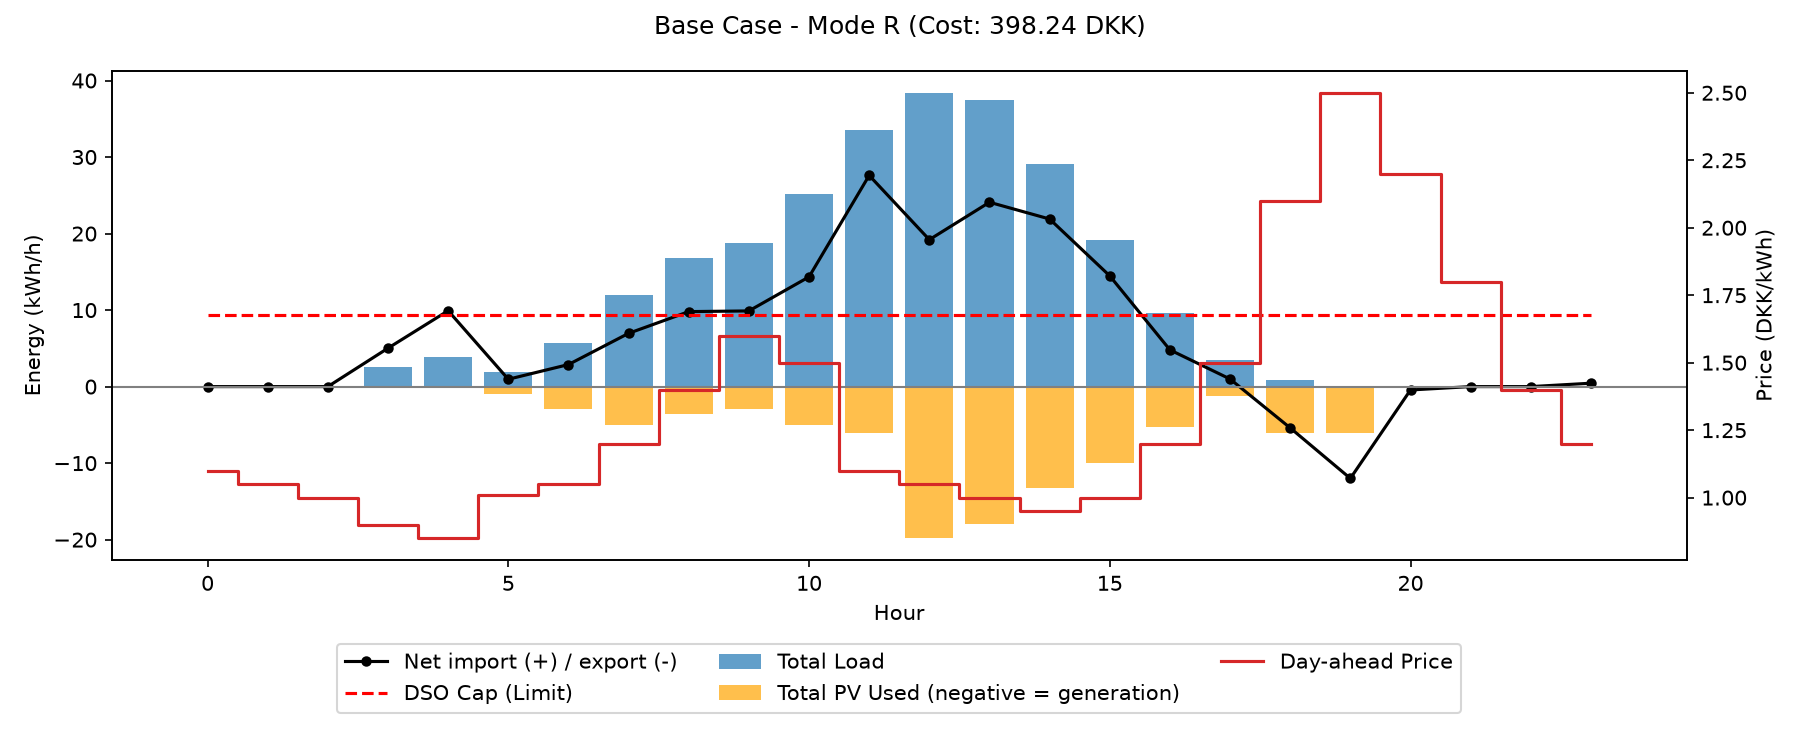 Base Case - Mode R (Cost: 398.24 DKK)
40
30
20
10
0
−10
−20
Energy (kWh/h)
2.50
2.25
2.00
1.75
1.50
1.25
1.00
Price (DKK/kWh)
0 5 10 15 20
Hour
Net import (+) / export (-)
DSO Cap (Limit)
Total Load
Total PV Used (negative = generation)
Day-ahead Price